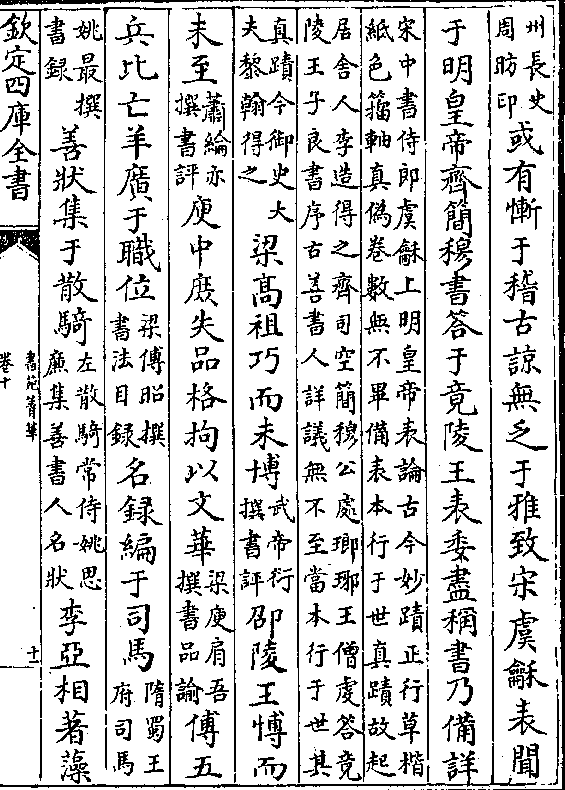 州長史
周昉印
或有慚于稽古諒無乏于雅致宋虞龢表聞
于明皇帝齊簡穆書答于竟陵王表委盡稱書乃備詳
宋中書侍郎虞龢上明皇帝表論古今妙蹟正行草楷
紙色籀軸真偽卷數無不畢備表本行于世真蹟故起
居舍人李造得之齊司空簡穆公處瑯琊王僧虔答竟
陵王子良書序古善書人詳議無不至當本行于世其
真蹟今御史大
夫黎翰得之
梁髙祖巧而未博
武帝衍
撰書評
邵陵王愽而
未至
蕭綸亦
撰書評
庾中庶失品格拘以文華
梁庾肩吾
撰書品諭
傅五
兵比亡羊廣于職位
梁傅昭撰
書法目録
名録編于司馬
隋蜀王
府司馬
姚最撰
書録
善狀集于散騎
左散騎常侍姚思
廉集善書人名狀
李亞相著藻
欽定四庫全書
書苑菁華
卷十
十一